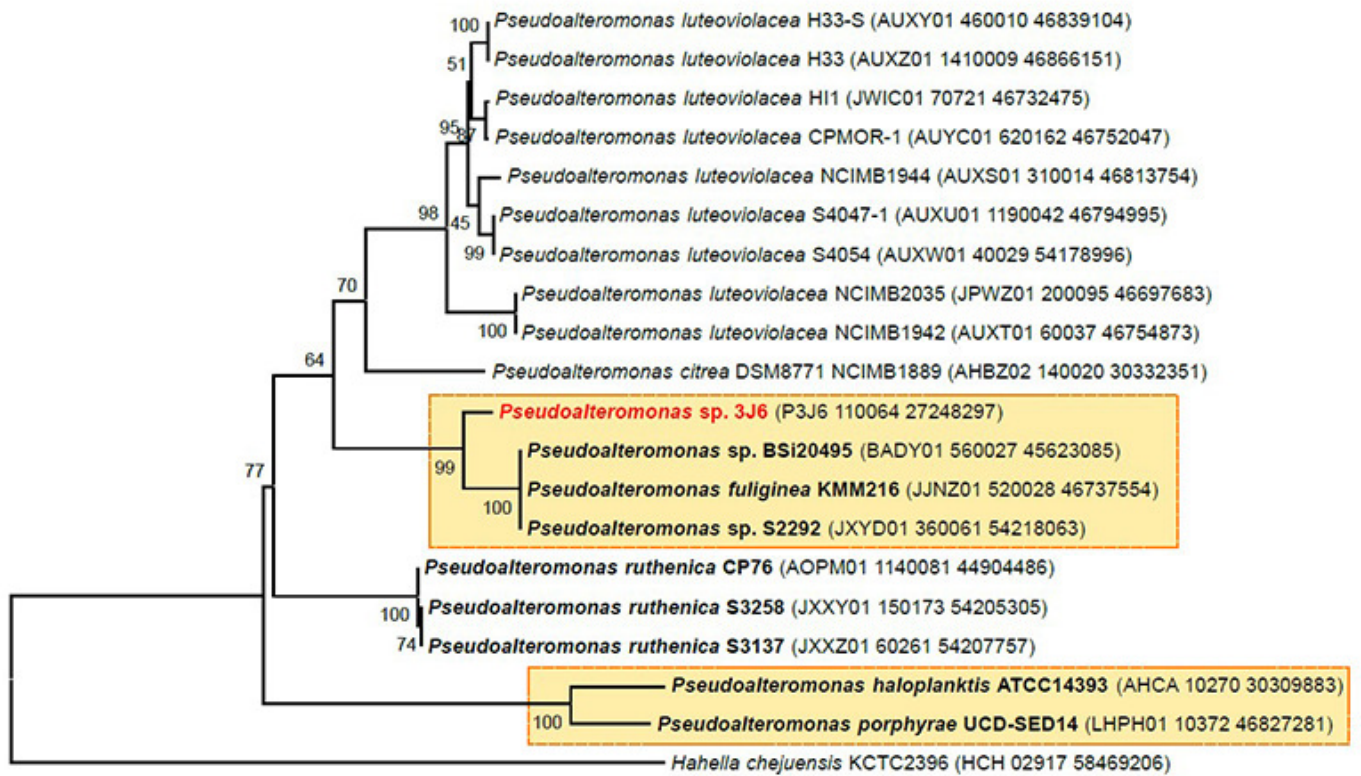 100 Pseudoalteromonas luteoviolacea H33-S (AUXY01 460010 46839104)
51 Pseudoalteromonas luteoviolacea H33 (AUXZ01 1410009 46866151)
Pseudoalteromonas luteoviolacea HI1 (JWIC01 70721 46732475)
95 87 Pseudoalteromonas luteoviolacea CPMOR-1 (AUYC01 620162 46752047)
Pseudoalteromonas luteoviolacea NCIMB1944 (AUXS01 310014 46813754)
98 45 Pseudoalteromonas luteoviolacea S4047-1 (AUXU01 1190042 46794995)
99 Pseudoalteromonas luteoviolacea S4054 (AUXW01 40029 54178996)
70 Pseudoalteromonas luteoviolacea NCIMB2035 (JPWZ01 200095 46697683)
100 Pseudoalteromonas luteoviolacea NCIMB1942 (AUXT01 60037 46754873)
64 Pseudoalteromonas citrea DSM8771 NCIMB1889 (AHBZ02 140020 30332351)
Pseudoalteromonas sp. 3J6 (P3J6 110064 27248297)
Pseudoalteromonas sp. BSi20495 (BADY01 560027 45623085)
77 99 Pseudoalteromonas fuliginea KMM216 (JJNZ01 520028 46737554)
100 Pseudoalteromonas sp. S2292 (JXYD01 360061 54218063)
Pseudoalteromonas ruthenica CP76 (AOPM01 1140081 44904486)
100 Pseudoalteromonas ruthenica S3258 (JXXY01 150173 54205305)
74 Pseudoalteromonas ruthenica S3137 (JXXZ01 60261 54207757)
Pseudoalteromonas haloplanktis ATCC14393 (AHCA 10270 30309883)
100 Pseudoalteromonas porphyrae UCD-SED14 (LHPH01 10372 46827281)
Hahella chejuensis KCTC2396 (HCH 02917 58469206)